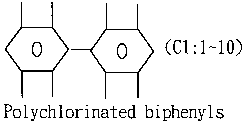 O O (Cl:1~10)
Polychlorinated biphenyls